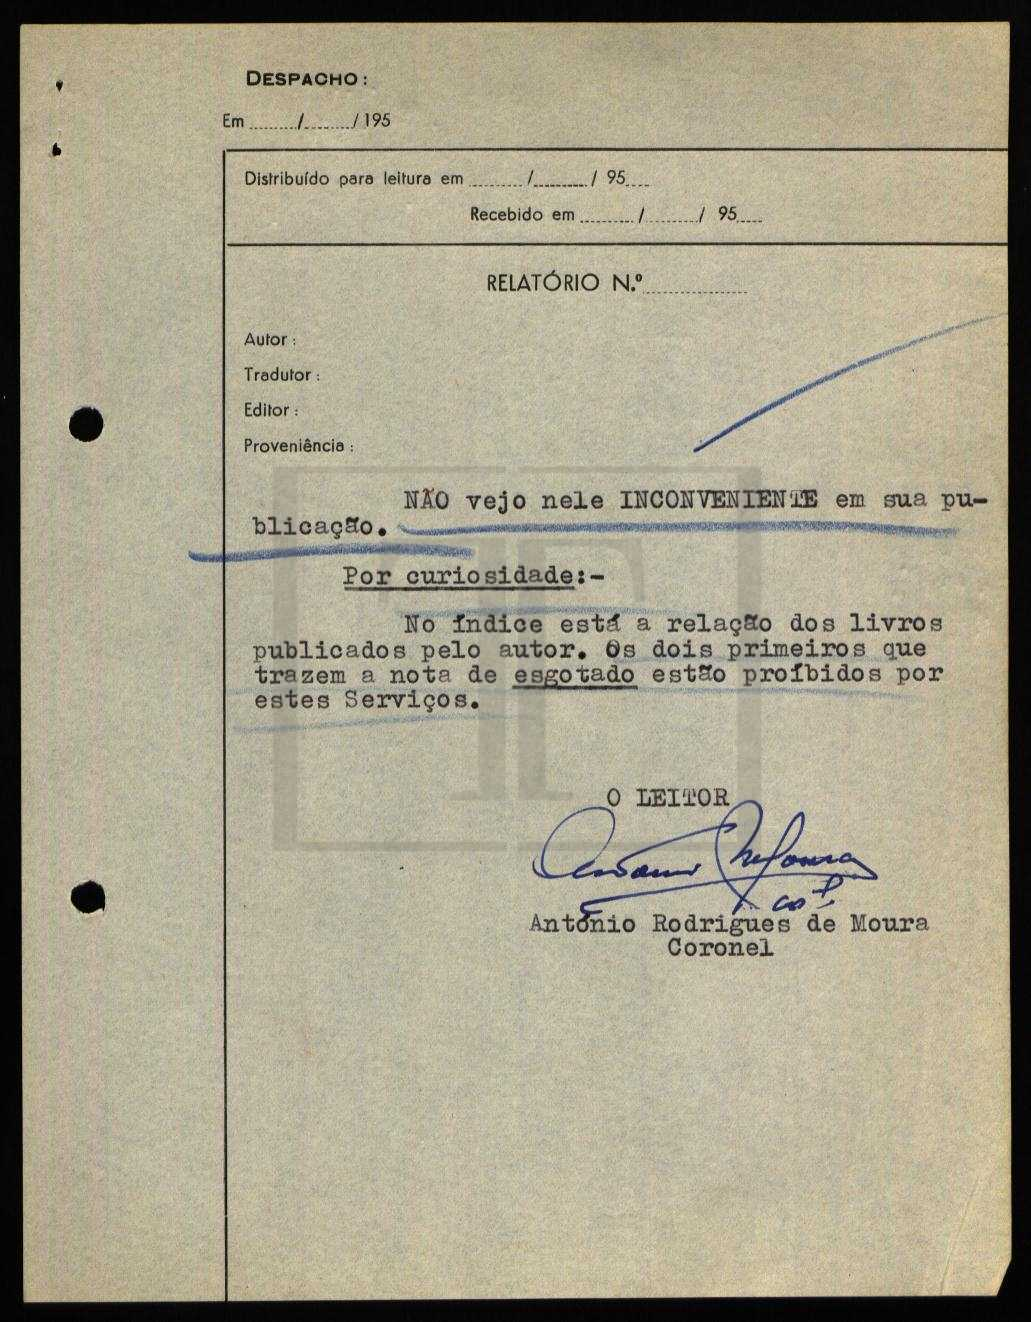 DESPACHO:
Em ....../......./195
Distribuído para leitura em ......../......../ 95....
Recebido em ......../......../ 95....
RELATÓRIO N.º................
Autor :
Tradutor :
Editor :
Proveniência :
NÃO vejo nele INCONVENIENTE em sua pu-
blicação.
Por curiosidade:-
No índice está a relação dos livros
publicados pelo autor. Os dois primeiros que
trazem a nota de esgotado estão proíbidos por
estes Serviços.
O LEITOR
António Rodrigues de Moura
Coronel